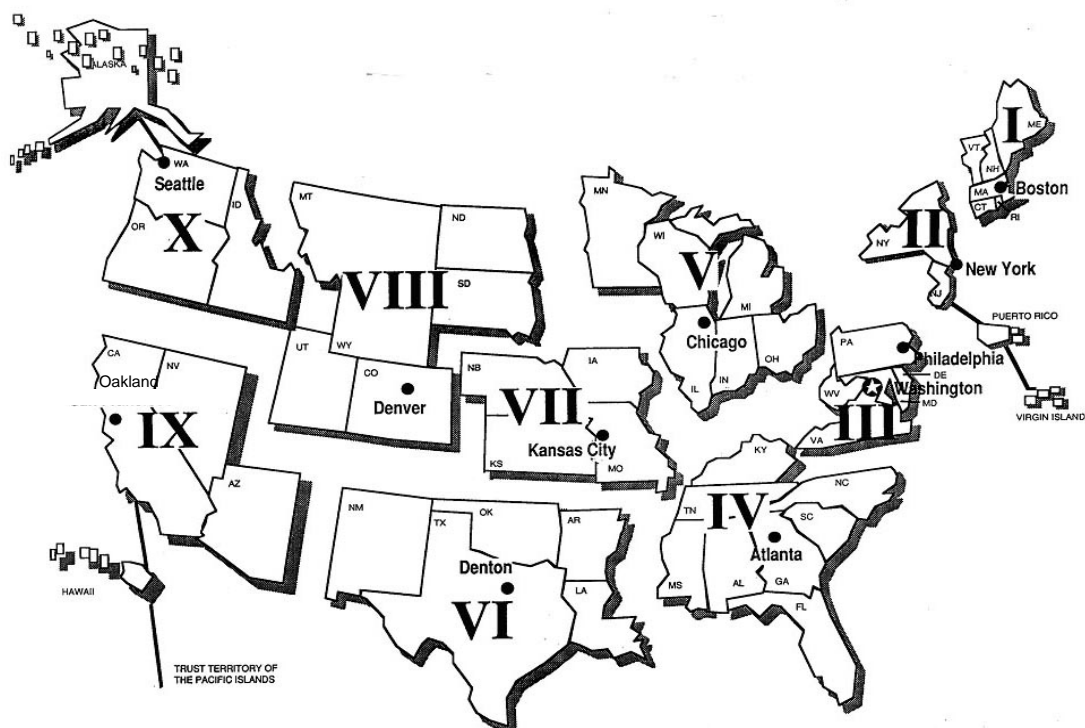 ALASKA
WA
Seattle
ID
OR
X
MT
ND
VIII
SD
WY
UT
CO
Denver
CA
NV
/Oakland
IX
AZ
HAWAII
TRUST TERRITORY OF
THE PACIFIC ISLANDS
MN
WI
V
MI
Chicago
IL
IN
OH
NB
IA
VII
Kansas City
KS
MO
NM
TX
OK
AR
Denton
VI
LA
KY
TN
IV
NC
SC
Atlanta
MS
AL
GA
FL
I
ME
VT
NH
MA
Boston
CT
RI
NY
II
New York
NJ
PUERTO RICO
VIRGIN ISLAND
PA
Philadelphia
DE
WV
Washington
MD
VA
III